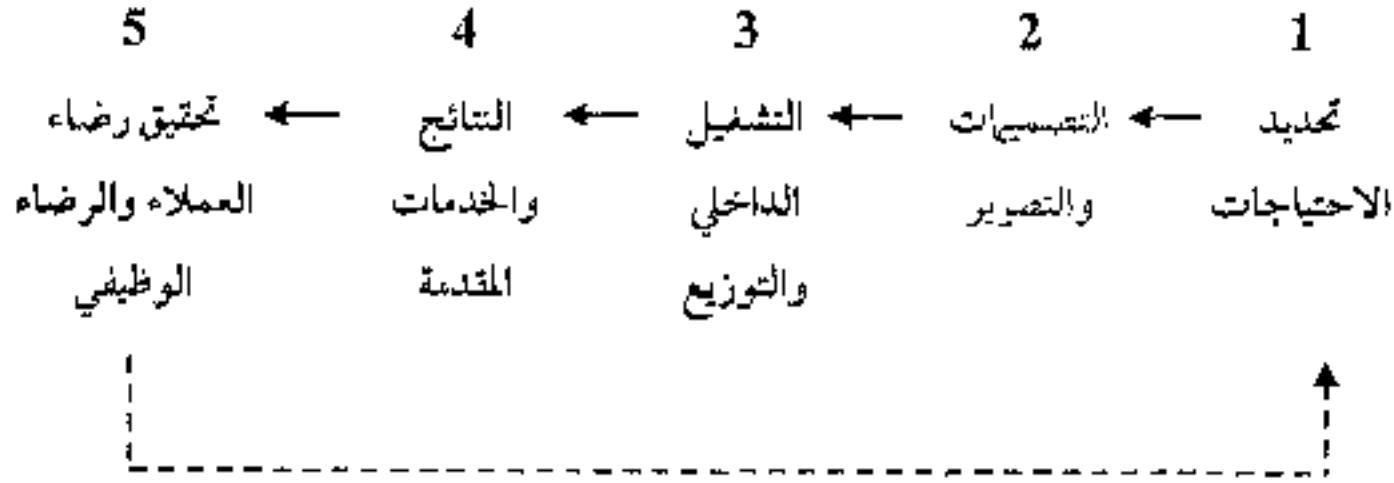 1 2 3 4 5
تحديد التصميمات التشغيل النتائج تحقيق رضاء
الاحتياجات والتصوير الداخلي والخدمات العملاء والرضاء
والتوزيع المقدمة الوظيفي